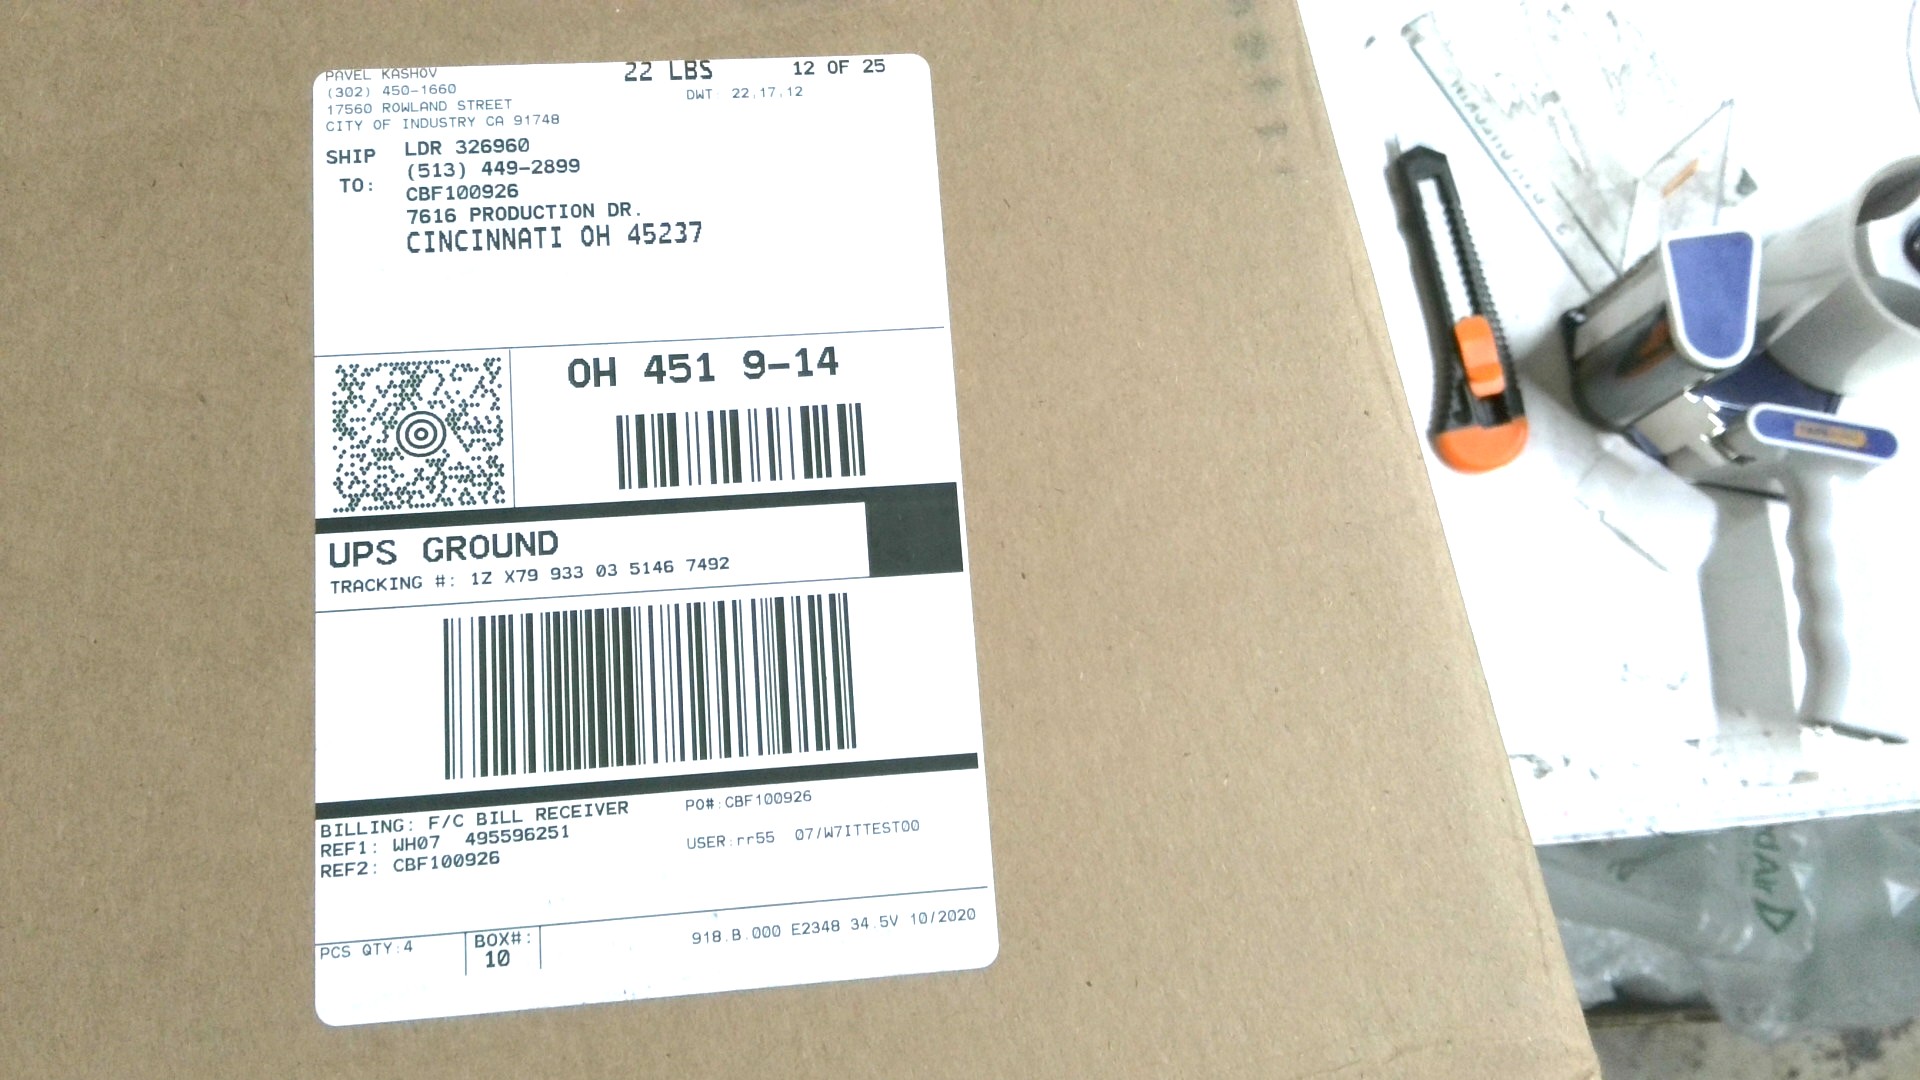 PAVEL KASHOV
(302) 450-1660
17560 ROWLAND STREET
CITY OF INDUSTRY CA 91748
22 LBS
12 OF 25
DWT: 22,17,12
SHIP TO:
LDR 326960
(513) 449-2899
CBF100926
7616 PRODUCTION DR.
CINCINNATI OH 45237
OH 451 9-14
UPS GROUND
TRACKING #: 1Z X79 933 03 5146 7492
BILLING: F/C BILL RECEIVER
REF1: WH07 495596251
REF2: CBF100926
PO#:CBF100926
USER:rr55 07/W7ITTEST00
PCS QTY:4
BOX#:
10
918.B.000 E2348 34.5V 10/2020